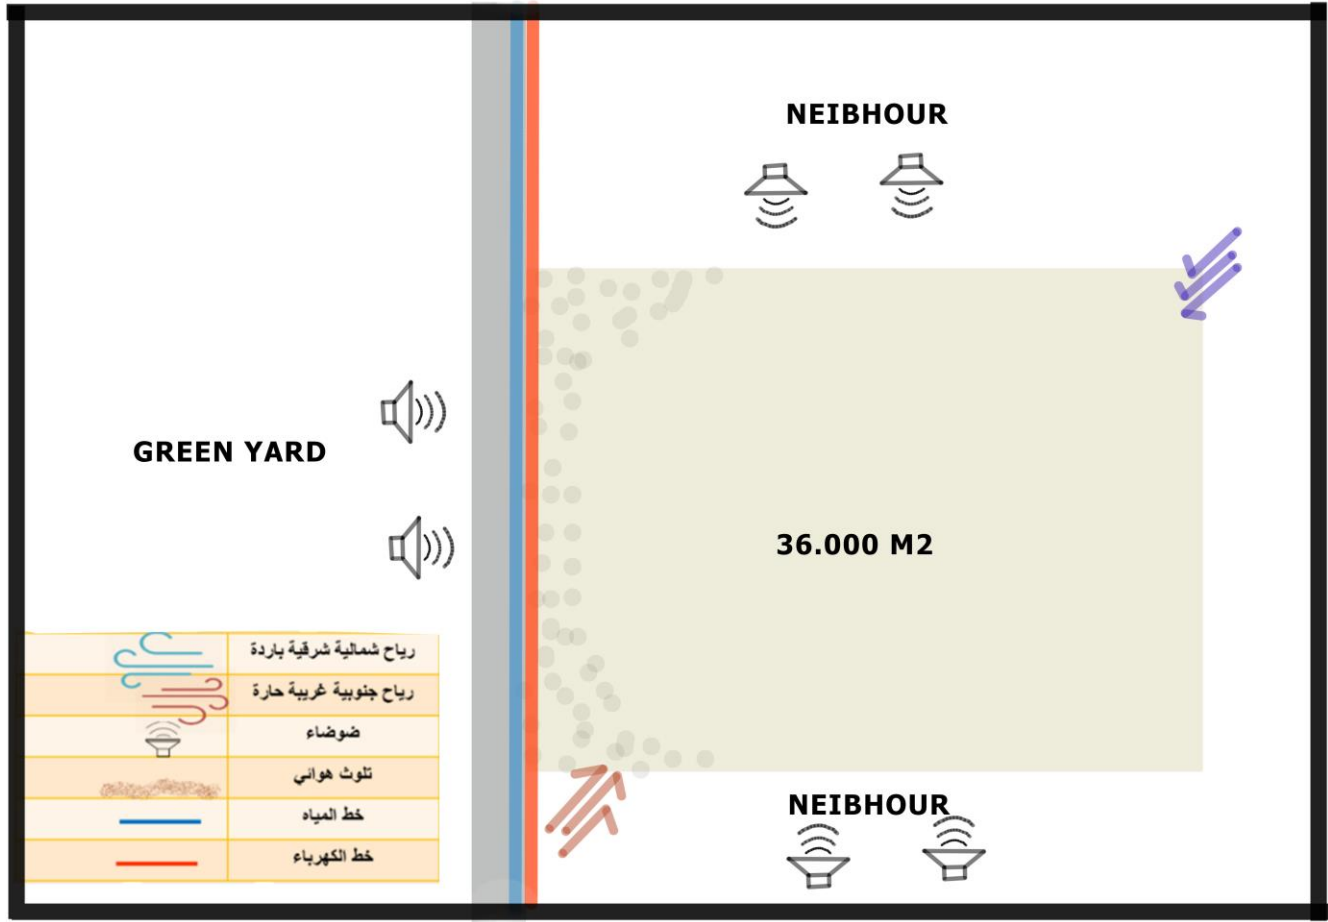 NEIBHOUR
GREEN YARD
36.000 M2
NEIBHOUR
رياح شمالية شرقية باردة
رياح جنوبية غريبة حارة
ضوضاء
تلوث هوائي
خط المياه
خط الكهرباء